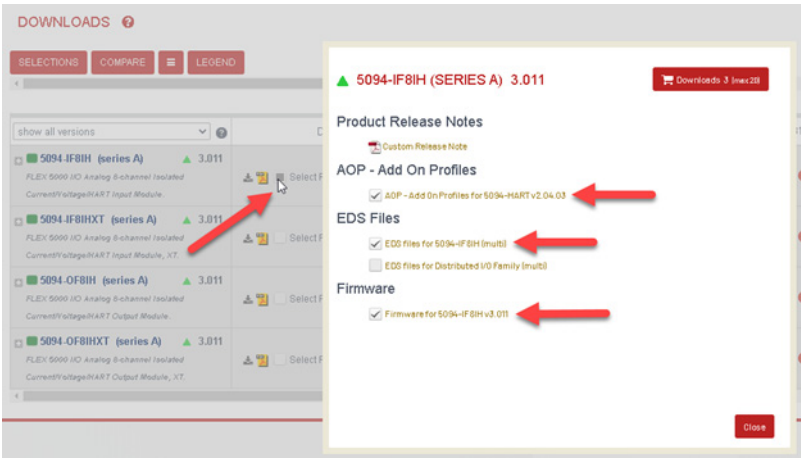 DOWNLOADS
SELECTIONS COMPARE LEGEND
show all versions
5094-IF8IH (series A) 3.011
FLEX 5000 I/O Analog 8-channel Isolated
Current/Voltage/HART Input Module.
Select F
5094-IF8IHXT (series A) 3.011
FLEX 5000 I/O Analog 8-channel Isolated
Current/Voltage/HART Input Module, XT.
Select F
5094-OF8IH (series A) 3.011
FLEX 5000 I/O Analog 8-channel Isolated
Current/Voltage/HART Output Module.
Select F
5094-OF8IHXT (series A) 3.011
FLEX 5000 I/O Analog 8-channel Isolated
Current/Voltage/HART Output Module, XT.
Select F
5094-IF8IH (SERIES A) 3.011
Downloads 3 (max 20)
Product Release Notes
Custom Release Note
AOP - Add On Profiles
AOP - Add On Profiles for 5094-HART v2.04.03
EDS Files
EDS files for 5094-IF8IH (multi)
EDS files for Distributed I/O Family (multi)
Firmware
Firmware for 5094-IF8IH v3.011
Close